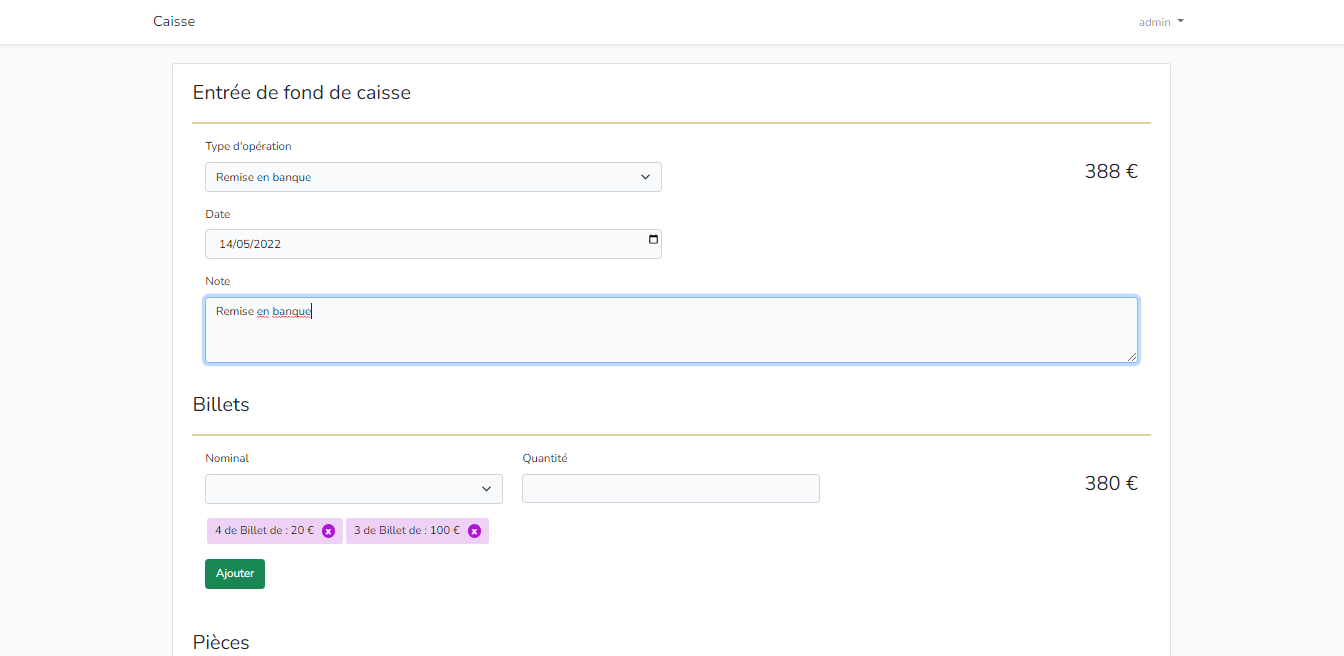 Caisse
admin
Entrée de fond de caisse
Type d'opération
Remise en banque
388 €
Date
14/05/2022
Note
Remise en banque
Billets
Nominal
Quantité
380 €
4 de Billet de : 20 €
3 de Billet de : 100 €
Ajouter
Pièces